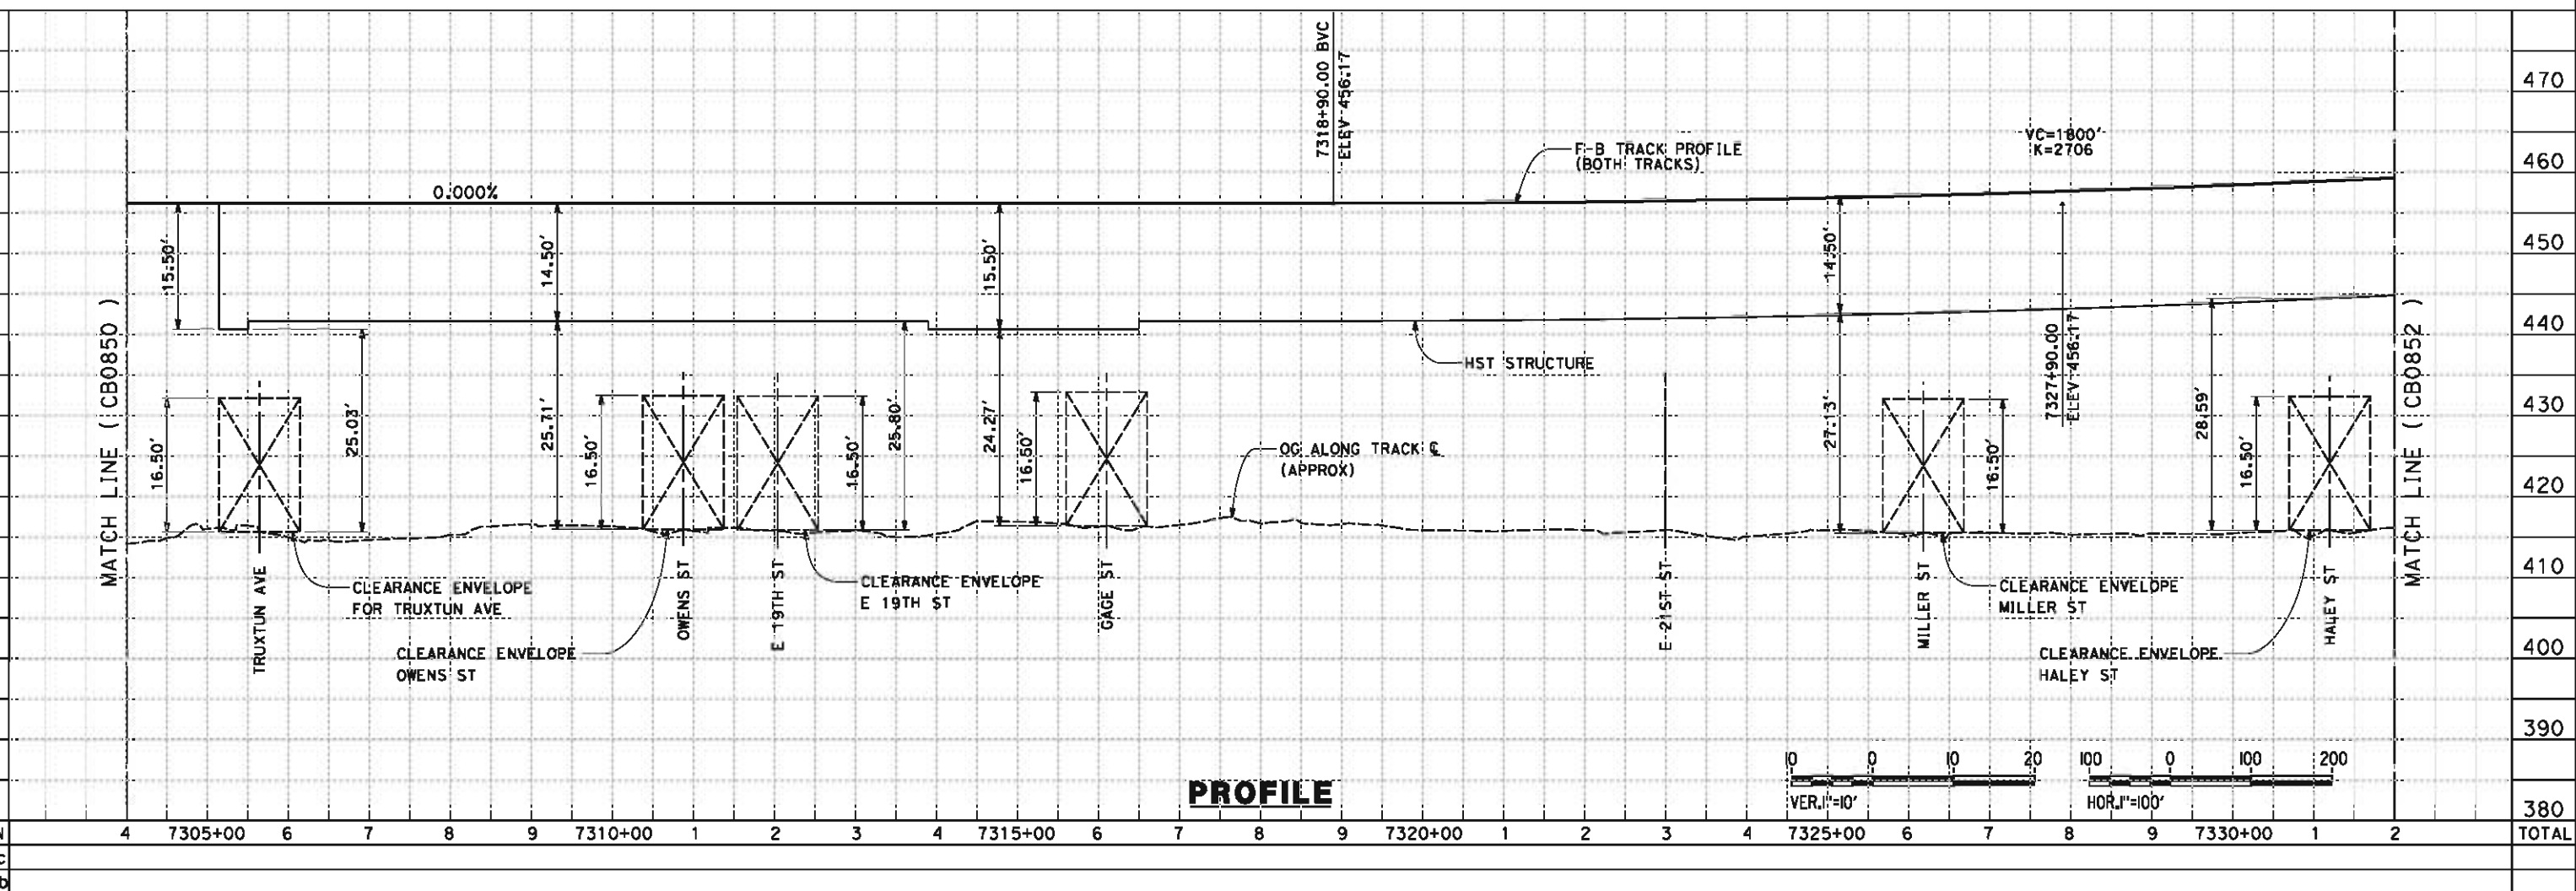 7318+90.00 BVC
ELEV 456.17
470
VC=1800'
K=2706
F-B TRACK PROFILE
(BOTH TRACKS)
460
0.000%
15.50'
14.50'
15.50'
14.50'
450
MATCH LINE (CB0850)
440
HST STRUCTURE
7327+90.00
ELEV 456.17
MATCH LINE (CB0852)
16.50'
25.03'
25.71'
16.50'
16.50'
25.80'
24.27'
16.50'
27.13'
16.50'
28.59'
16.50'
430
OG ALONG TRACK ℄
(APPROX)
420
410
TRUXTUN AVE
CLEARANCE ENVELOPE
FOR TRUXTUN AVE
OWENS ST
E 19TH ST
CLEARANCE ENVELOPE
E 19TH ST
GAGE ST
E 21ST ST
MILLER ST
CLEARANCE ENVELOPE
MILLER ST
HALEY ST
CLEARANCE ENVELOPE
OWENS ST
CLEARANCE ENVELOPE
HALEY ST
400
390
10 0 10 20
VER.1"=10'
100 0 100 200
HOR.1"=100'
PROFILE
380
4 7305+00 6 7 8 9 7310+00 1 2 3 4 7315+00 6 7 8 9 7320+00 1 2 3 4 7325+00 6 7 8 9 7330+00 1 2 TOTAL